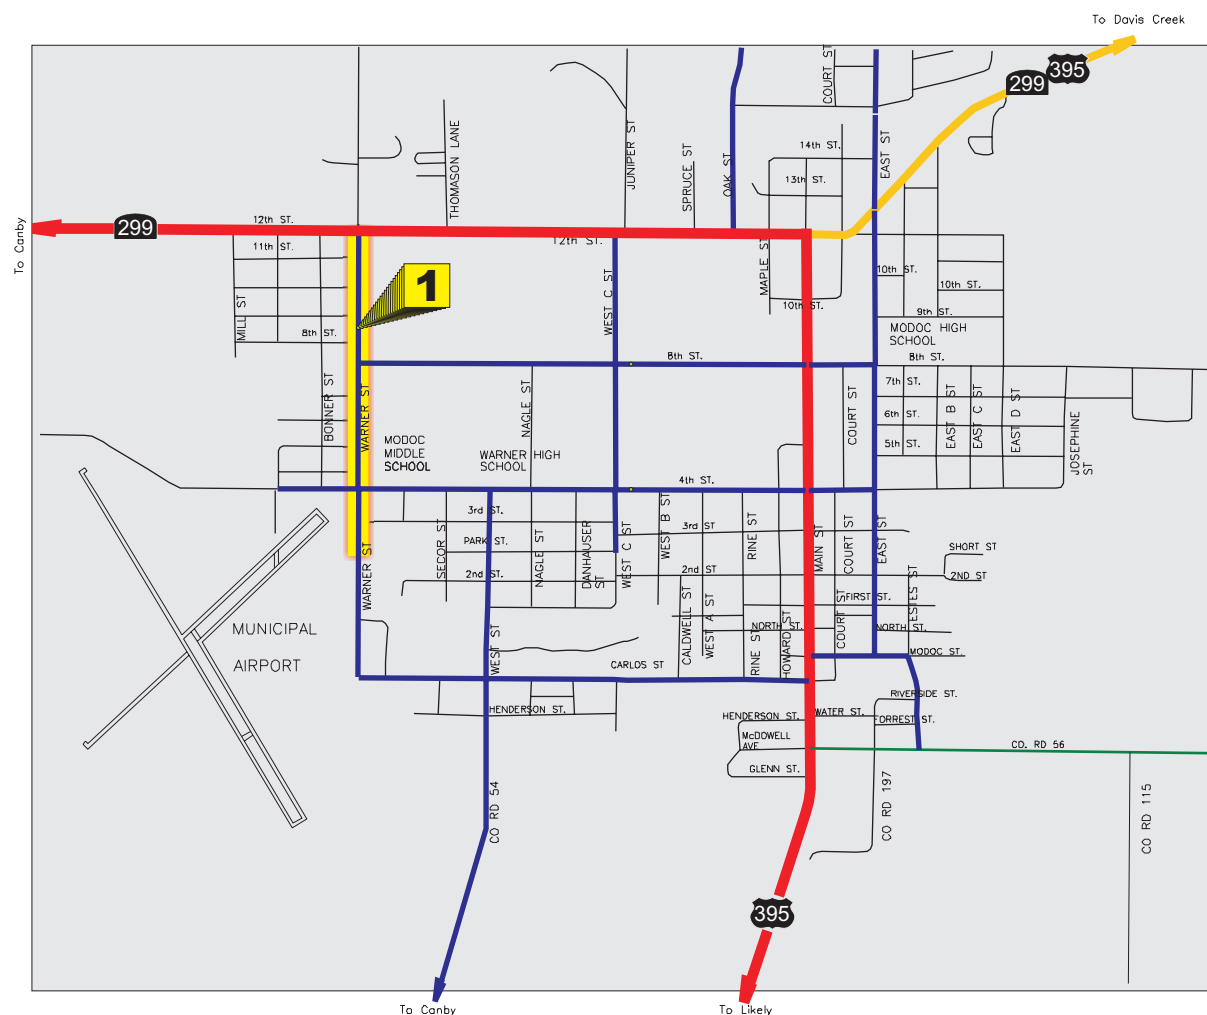 To Davis Creek
395
299
COURT ST
14th ST.
EAST ST
THOMASON LANE
JUNIPER ST
SPRUCE ST
OAK ST
13th ST.
To Canby
299
12th ST.
12th ST.
11th ST.
MAPLE ST
10th ST.
10th ST.
10th ST.
1
MILL ST
8th ST.
WEST C ST
9th ST.
MODOC HIGH
SCHOOL
8th ST.
8th ST.
BONNER ST
WARNER ST
NAGLE ST
COURT ST
7th ST.
6th ST.
5th ST.
EAST B ST
EAST C ST
EAST D ST
JOSEPHINE
ST
MODOC
MIDDLE
SCHOOL
WARNER HIGH
SCHOOL
4th ST.
3rd ST.
3rd ST
PARK ST.
2nd ST.
2nd ST
SECOR ST
NAGLE ST
DANHAUSER
ST
WEST C ST
WEST B ST
RINE ST
MAIN ST
COURT ST
EAST ST
SHORT ST
2ND ST
WARNER ST
FIRST ST.
ESTES ST
CALDWELL ST
WEST A ST
NORTH ST.
NORTH ST.
RINE ST
HOWARD ST
COURT ST
MODOC ST.
MUNICIPAL
AIRPORT
WEST ST
CARLOS ST
RIVERSIDE ST.
HENDERSON ST.
HENDERSON ST.
WATER ST.
FORREST ST.
McDOWELL
AVE
GLENN ST.
CO. RD 56
CO RD 54
CO RD 197
CO RD 115
395
To Canby
To Likely